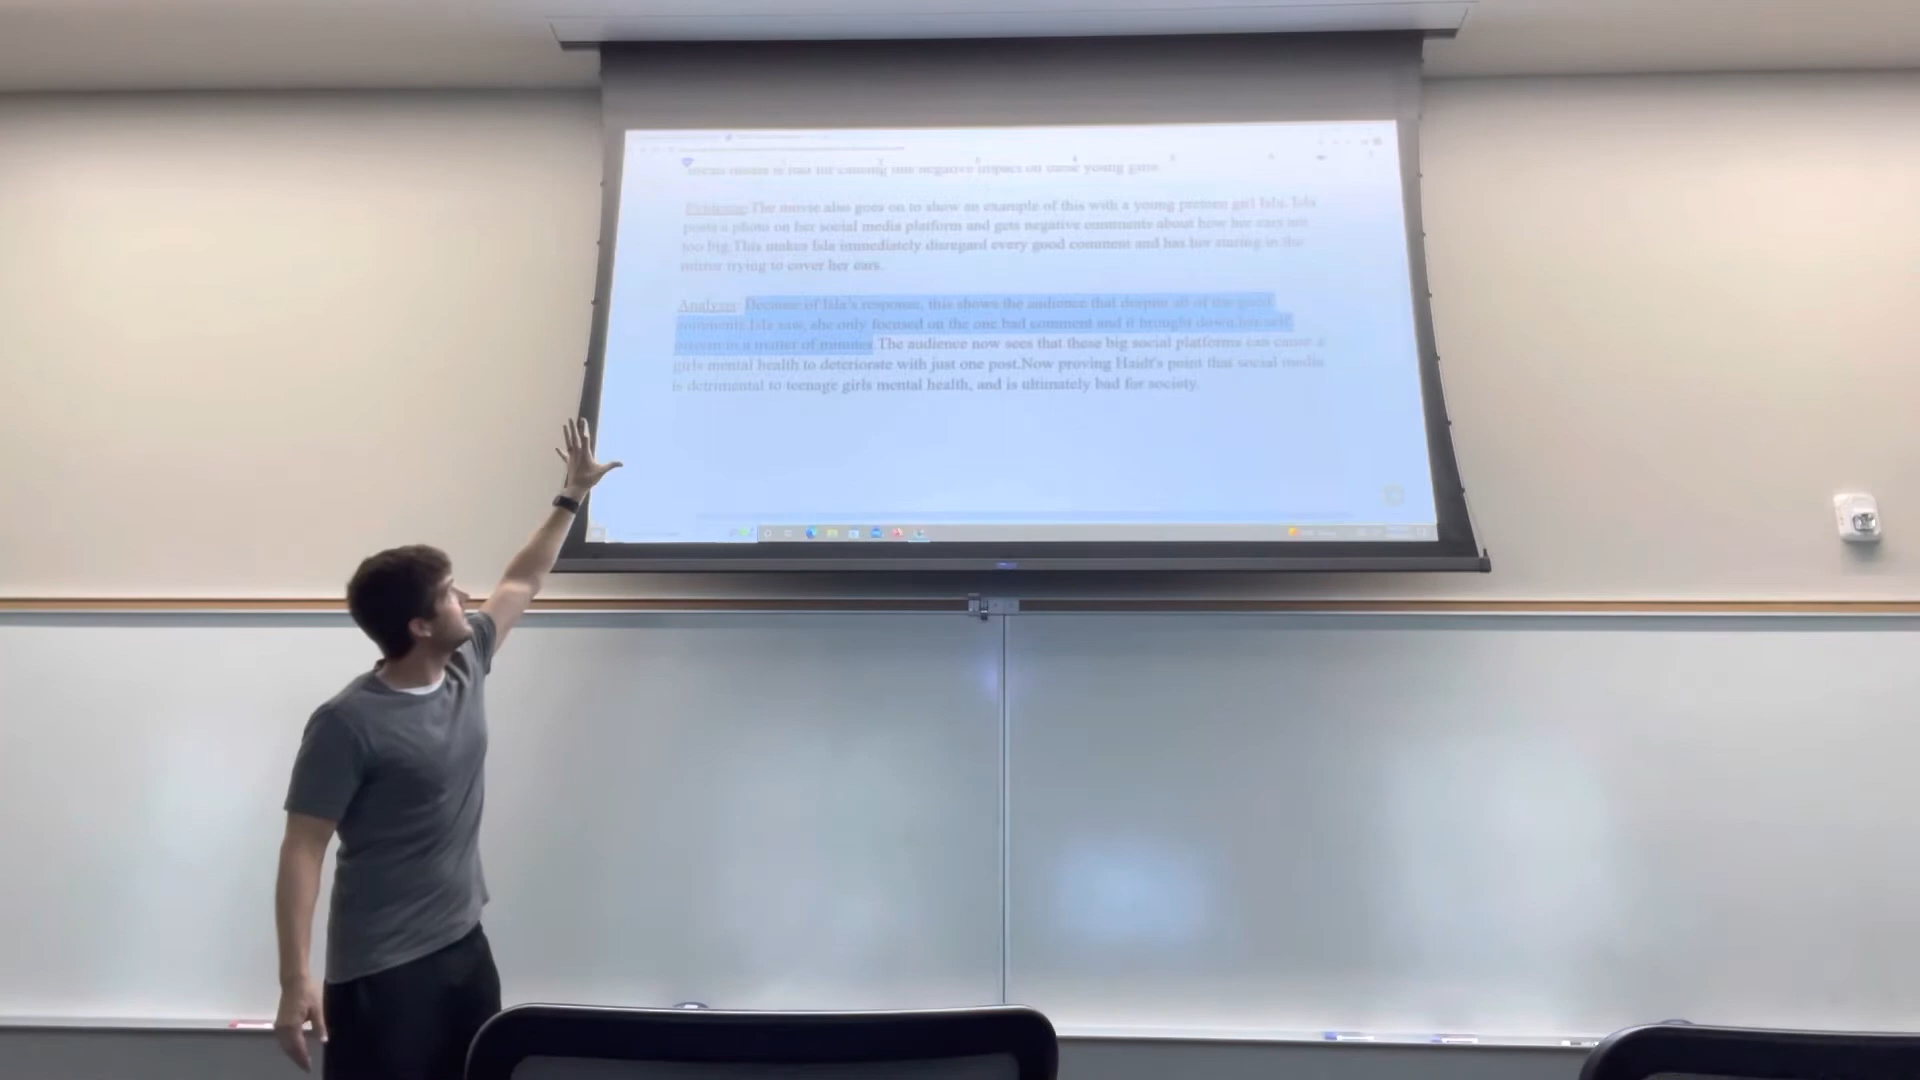 negative impact on these young girls.
Evidence: The movie also goes on to show an example of this with a young preteen girl Isla. Isla
posts a photo on her social media platform and gets negative comments about how her ears are
too big.This makes Isla immediately disregard every good comment and has her staring in the
mirror trying to cover her ears.
Analysis: Because of Isla's response, this shows the audience that despite all of the good
comments Isla saw, she only focused on the one bad comment and it brought down her self
esteem in a matter of minutes.The audience now sees that these big social platforms can cause a
girls mental health to deteriorate with just one post.Now proving Haidt's point that social media
is detrimental to teenage girls mental health, and is ultimately bad for society.